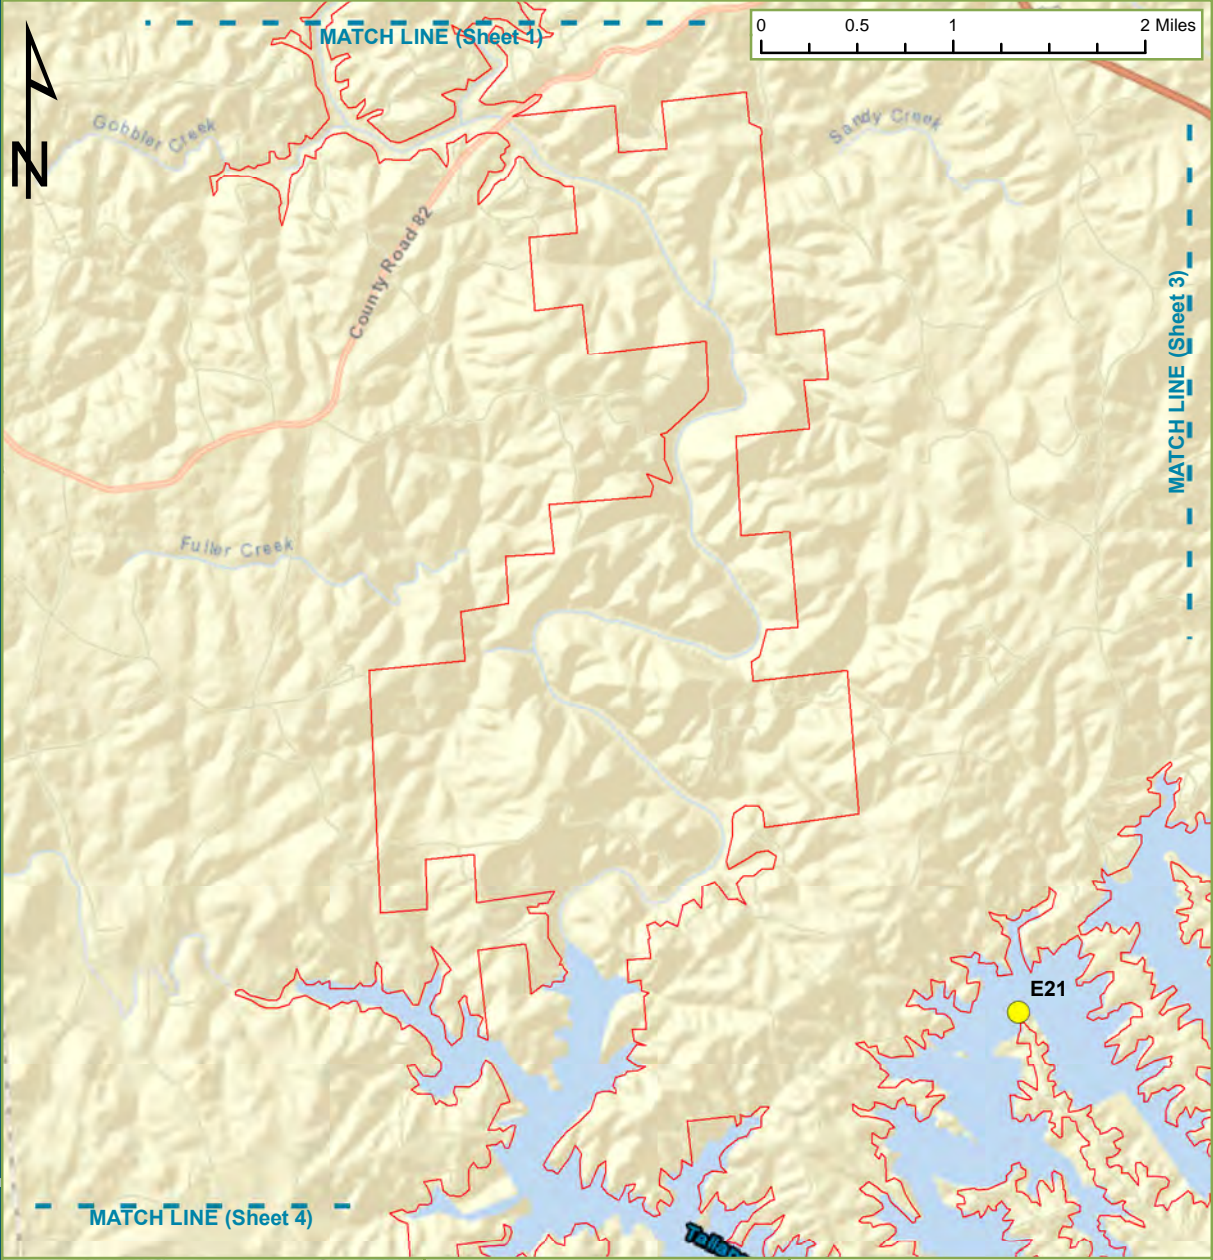 MATCH LINE (Sheet 1)
0 0.5 1 2 Miles
N
Gobbler Creek
Sandy Creek
County Road 82
MATCH LINE (Sheet 3)
Fuller Creek
E21
MATCH LINE (Sheet 4)